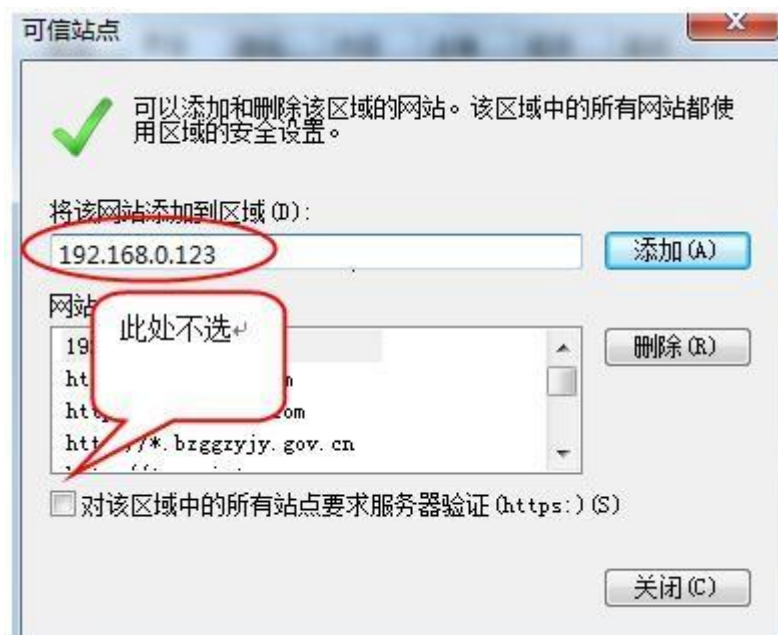 可信站点
可以添加和删除该区域的网站。该区域中的所有网站都使
用区域的安全设置。
将该网站添加到区域(D):
192.168.0.123
添加(A)
网站
此处不选
删除(R)
*.bzggzyjy.gov.cn
对该区域中的所有站点要求服务器验证(https:)(S)
关闭(C)